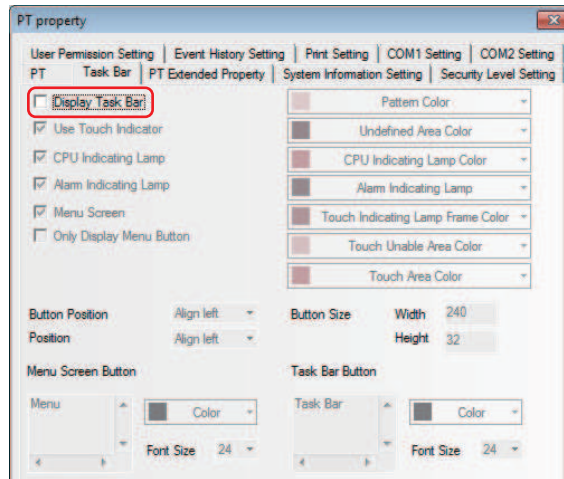 PT property
User Permission Setting Event History Setting Print Setting COM1 Setting COM2 Setting
PT Task Bar PT Extended Property System Information Setting Security Level Setting
Display Task Bar Pattern Color
Use Touch Indicator Undefined Area Color
CPU Indicating Lamp CPU Indicating Lamp Color
Alarm Indicating Lamp Alarm Indicating Lamp
Menu Screen Touch Indicating Lamp Frame Color
Only Display Menu Button Touch Unable Area Color
Touch Area Color
Button Position Align left Button Size Width 240
Position Align left Height 32
Menu Screen Button Task Bar Button
Menu Color Task Bar Color
Font Size 24 Font Size 24